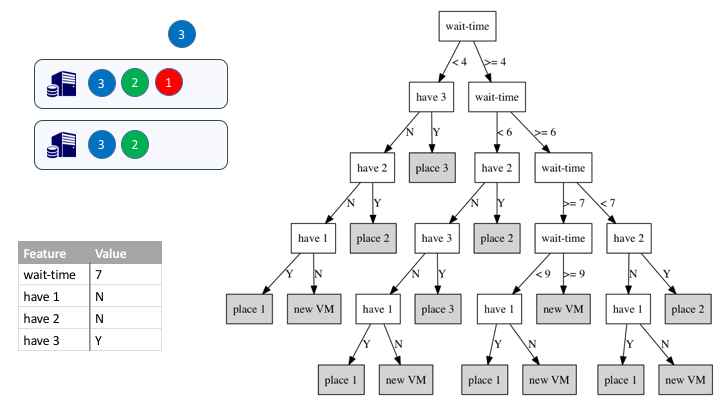 3
3 2 1
3 2
Feature Value
wait-time 7
have 1 N
have 2 N
have 3 Y
wait-time
< 4 >= 4
have 3 wait-time
N Y < 6 >= 6
have 2 place 3 have 2 wait-time
N Y N Y >= 7 < 7
have 1 place 2 have 3 place 2 wait-time have 2
Y N N Y < 9 >= 9 N Y
place 1 new VM have 1 place 3 have 1 new VM have 1 place 2
Y N Y N Y N
place 1 new VM place 1 new VM place 1 new VM